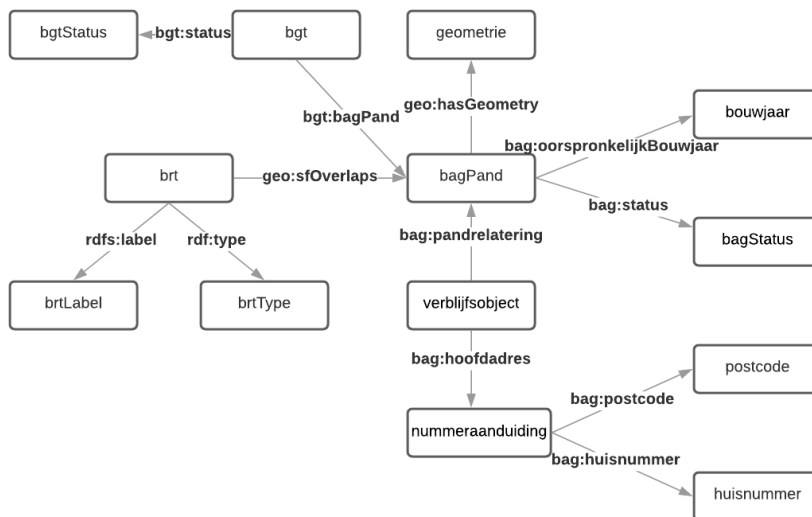 bgtStatus
bgt:status
bgt
geometrie
geo:hasGeometry
bgt:bagPand
bouwjaar
bag:oorspronkelijkBouwjaar
brt
geo:sfOverlaps
bagPand
bag:status
rdfs:label
rdf:type
bag:pandrelatering
bagStatus
brtLabel
brtType
verblijfsobject
bag:hoofdadres
postcode
bag:postcode
nummeraanduiding
bag:huisnummer
huisnummer